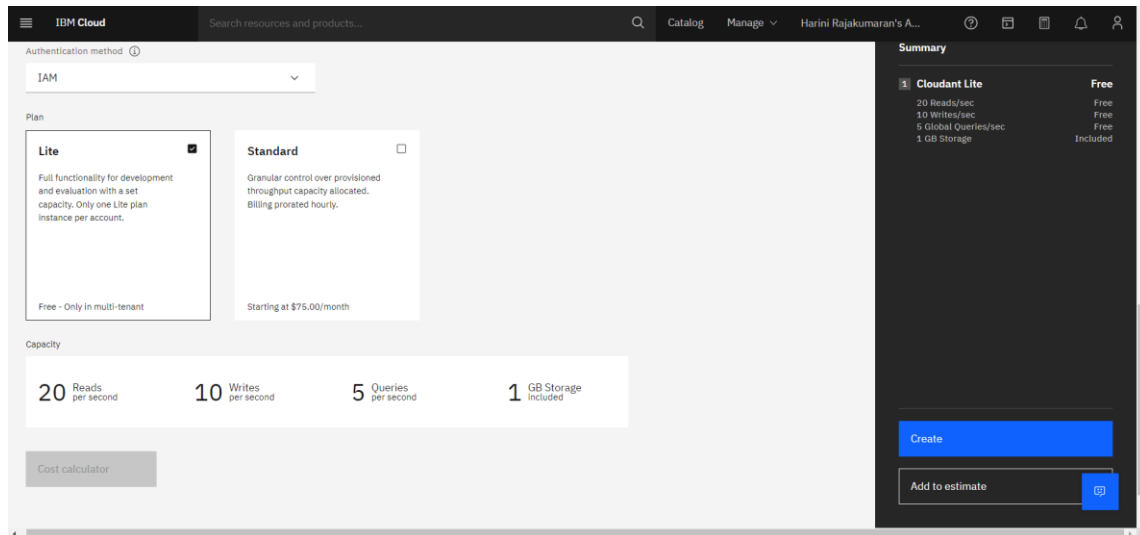 IBM Cloud
Search resources and products...
Catalog
Manage
Harini Rajakumaran's A...
Authentication method
IAM
Plan
Lite
Full functionality for development
and evaluation with a set
capacity. Only one Lite plan
instance per account.
Free - Only in multi-tenant
Standard
Granular control over provisioned
throughput capacity allocated.
Billing prorated hourly.
Starting at $75.00/month
Capacity
20 Reads
per second
10 Writes
per second
5 Queries
per second
1 GB Storage
included
Cost calculator
Summary
1 Cloudant Lite Free
20 Reads/sec Free
10 Writes/sec Free
5 Global Queries/sec Free
1 GB Storage Included
Create
Add to estimate